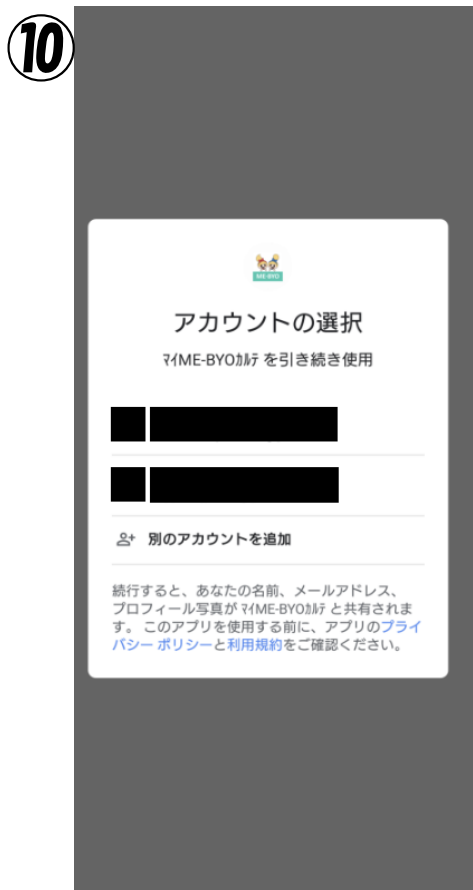 ⑩
ME-BYO
アカウントの選択
ﾏｲME-BYOｶﾙﾃ を引き続き使用
別のアカウントを追加
続行すると、あなたの名前、メールアドレス、
プロフィール写真が ﾏｲME-BYOｶﾙﾃ と共有されま
す。 このアプリを使用する前に、アプリのプライ
バシー ポリシーと利用規約をご確認ください。